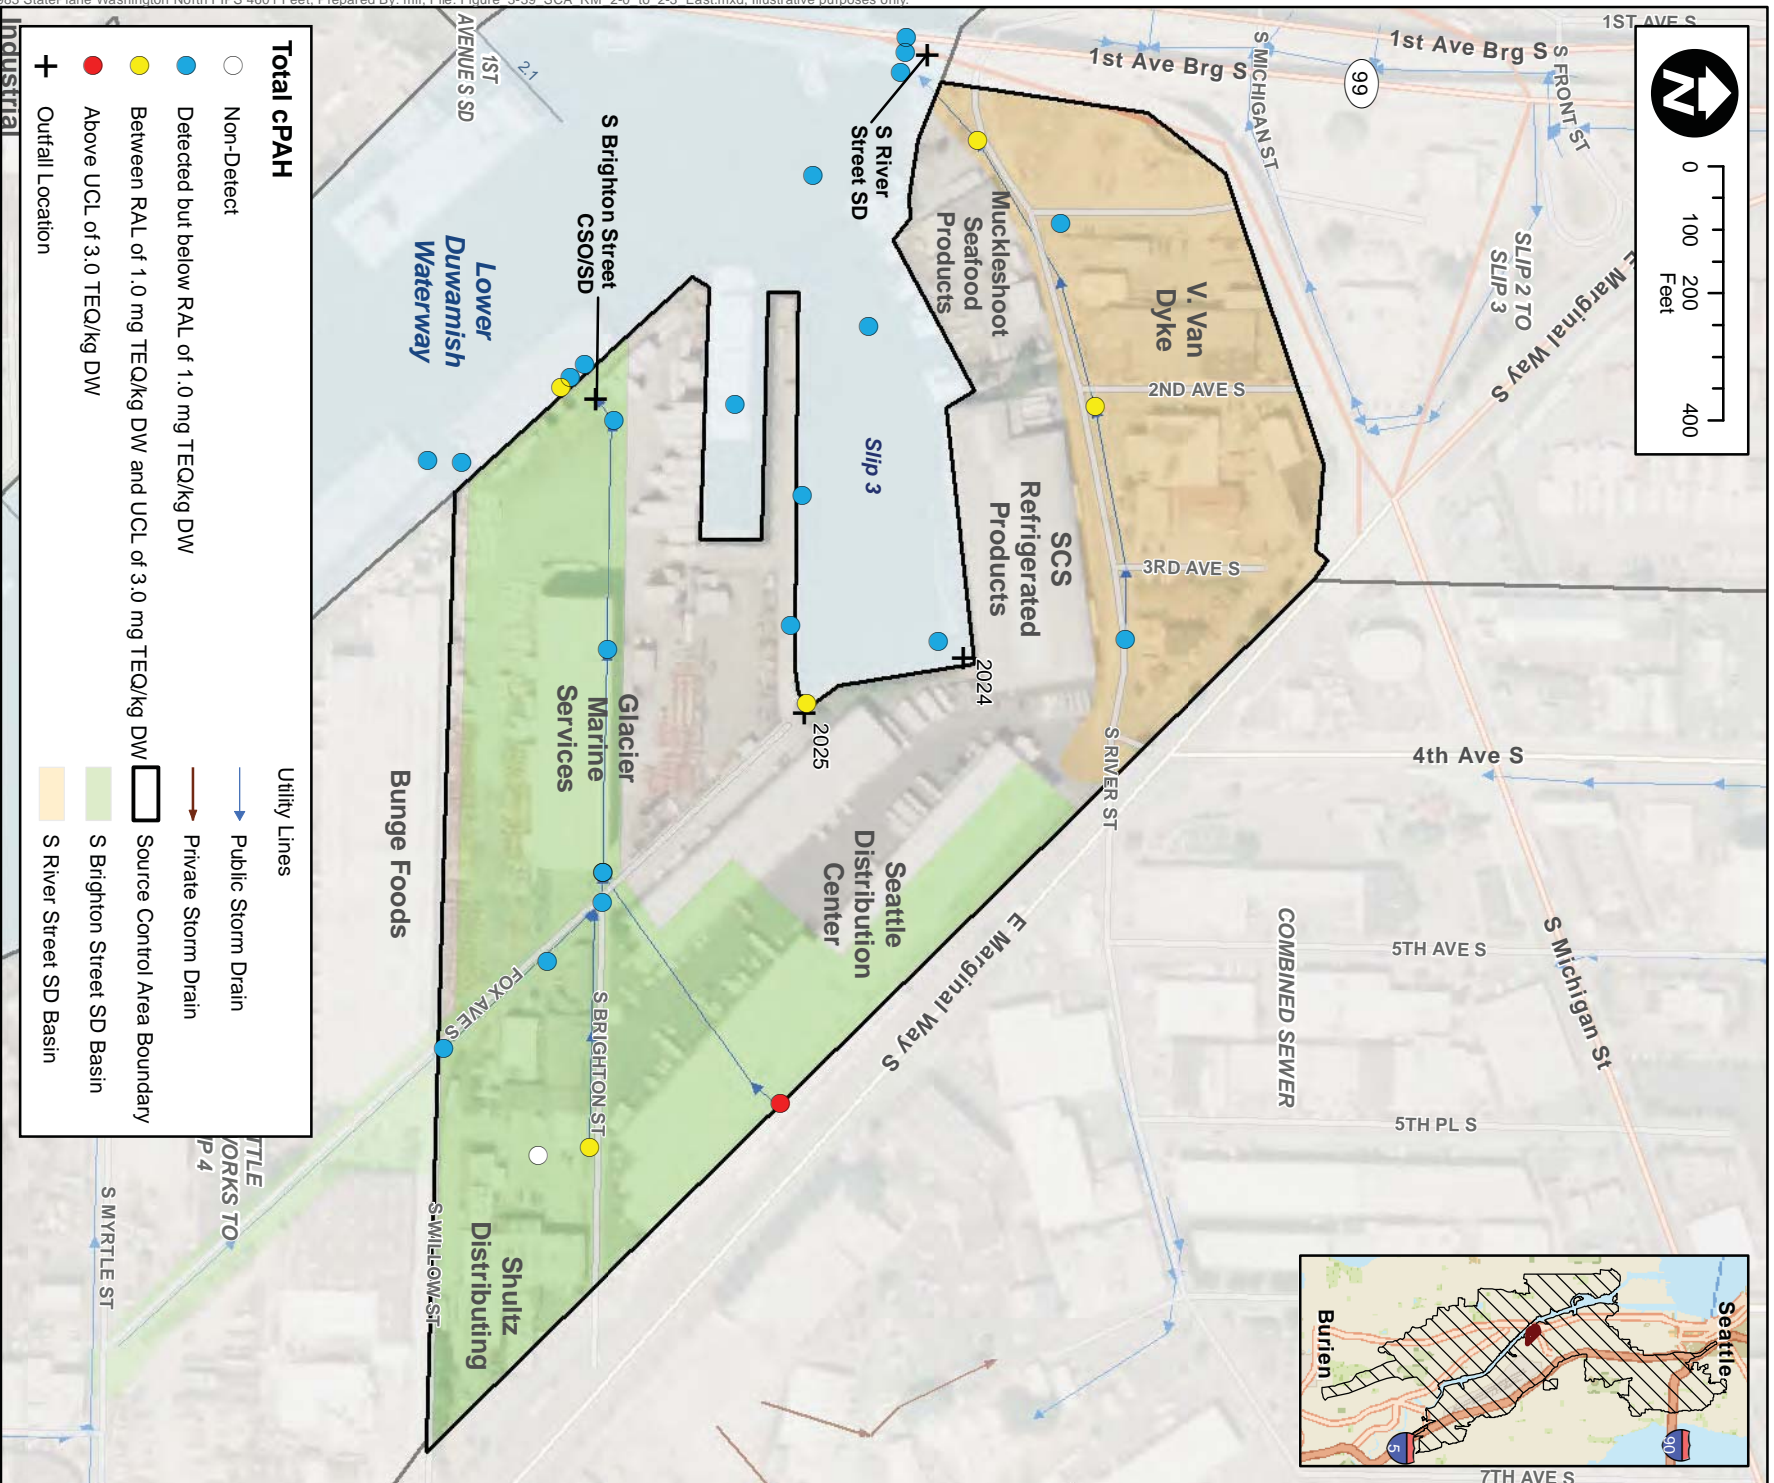 1ST AVE S
1st Ave Brg S
1st Ave Brg S
S FRONT ST
S MICHIGAN ST
99
N
0 100 200 400
Feet
SLIP 2 TO
SLIP 3
E Marginal Way S
1ST
AVENUE S SD
2.1
S River
Street SD
S Brighton Street
CSO/SD
Lower
Duwamish
Waterway
Muckleshoot
Seafood
Products
V. Van
Dyke
2ND AVE S
Slip 3
SCS
Refrigerated
Products
3RD AVE S
2024
2025
S RIVER ST
4th Ave S
Glacier
Marine
Services
Bunge Foods
Seattle
Distribution
Center
E Marginal Way S
COMBINED SEWER
5TH AVE S
S Michigan St
5TH PL S
FOX AVE S
S BRIGHTON ST
Shultz
Distributing
S WILLOW ST
S MYRTLE ST
7TH AVE S
Seattle
Burien
90
5
Total cPAH
Non-Detect
Detected but below RAL of 1.0 mg TEQ/kg DW
Between RAL of 1.0 mg TEQ/kg DW and UCL of 3.0 mg TEQ/kg DW
Above UCL of 3.0 TEQ/kg DW
Outfall Location
Utility Lines
Public Storm Drain
Private Storm Drain
Source Control Area Boundary
S Brighton Street SD Basin
S River Street SD Basin
Industrial